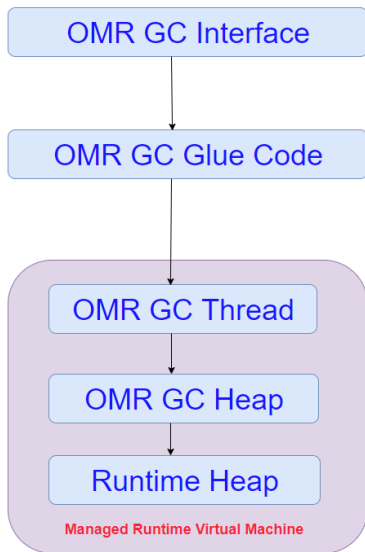 OMR GC Interface
OMR GC Glue Code
OMR GC Thread
OMR GC Heap
Runtime Heap
Managed Runtime Virtual Machine